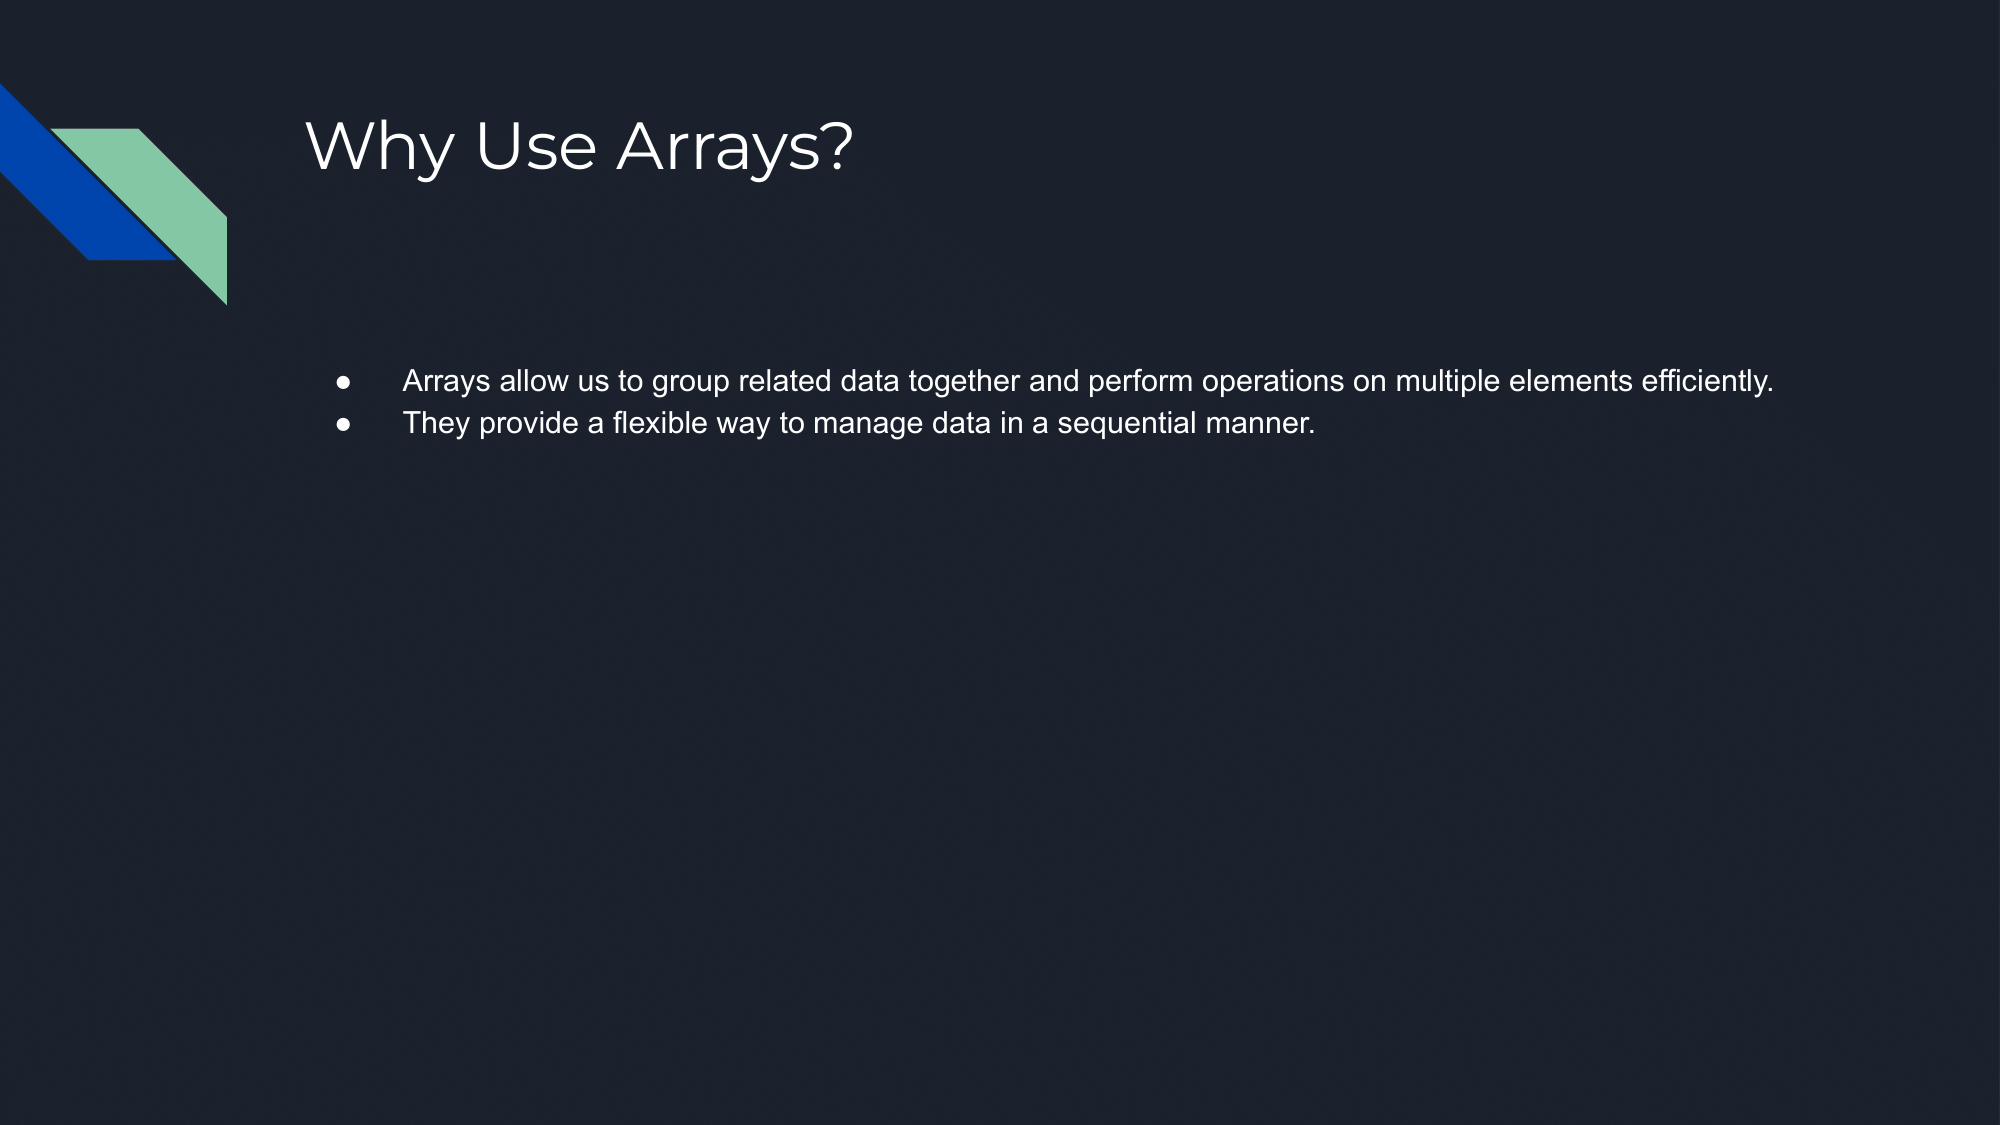 Why Use Arrays?
● Arrays allow us to group related data together and perform operations on multiple elements efficiently.
● They provide a flexible way to manage data in a sequential manner.